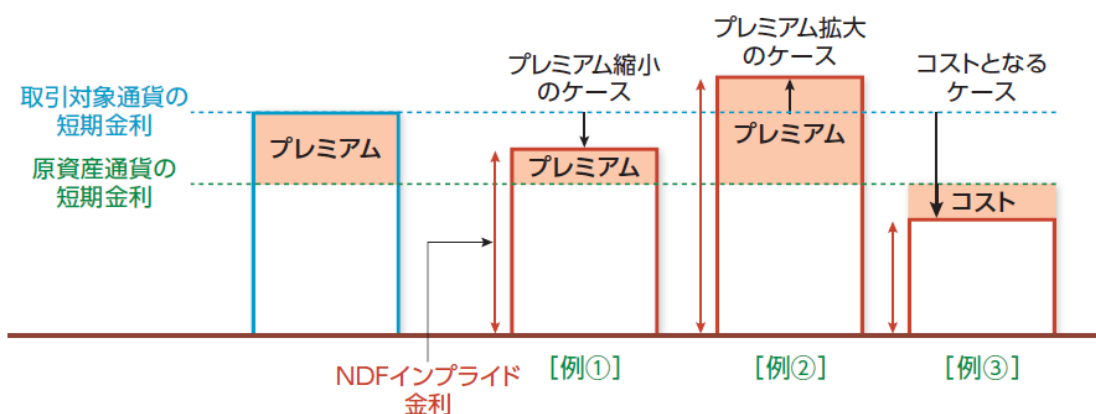 取引対象通貨の
短期金利
原資産通貨の
短期金利
プレミアム
プレミアム縮小
のケース
プレミアム
プレミアム拡大
のケース
プレミアム
コストとなる
ケース
コスト
NDFインプライド
金利
［例①］
［例②］
［例③］